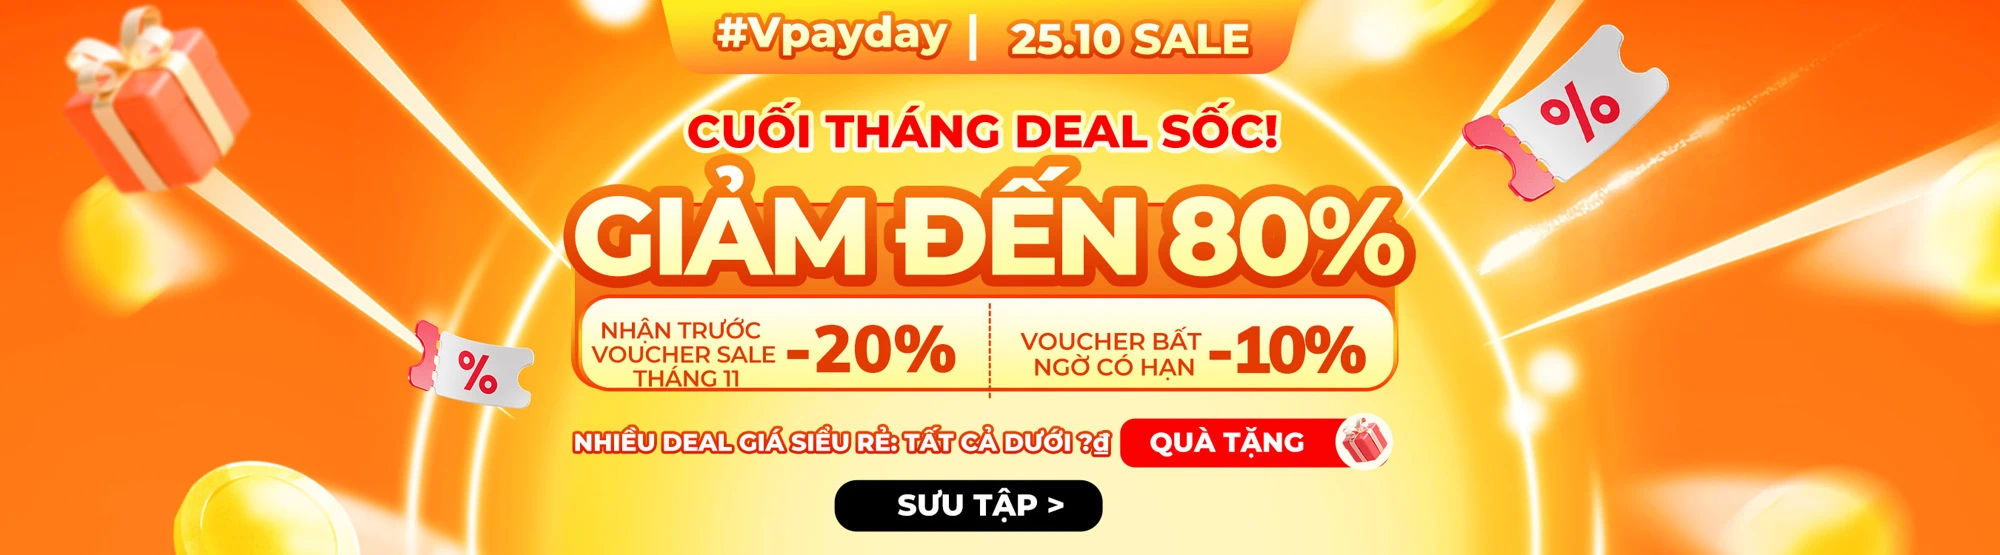 #Vpayday | 25.10 SALE
CUỐI THÁNG DEAL SỐC!
GIẢM ĐẾN 80%
NHẬN TRƯỚC
VOUCHER SALE
THÁNG 11
-20%
VOUCHER BẤT
NGỜ CÓ HẠN
-10%
NHIỀU DEAL GIÁ SIỂU RẺ: TẤT CẢ DƯỚI ?₫
QUÀ TẶNG
SƯU TẬP >
%
%